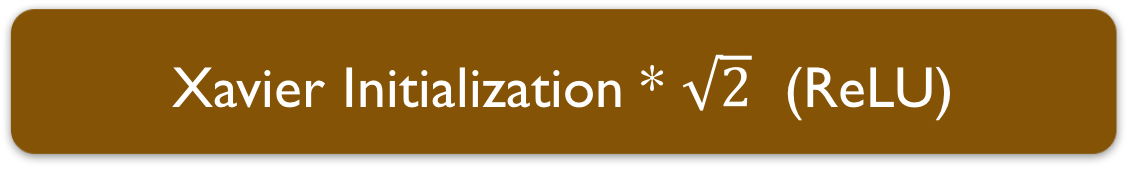 Xavier Initialization * √2 (ReLU)